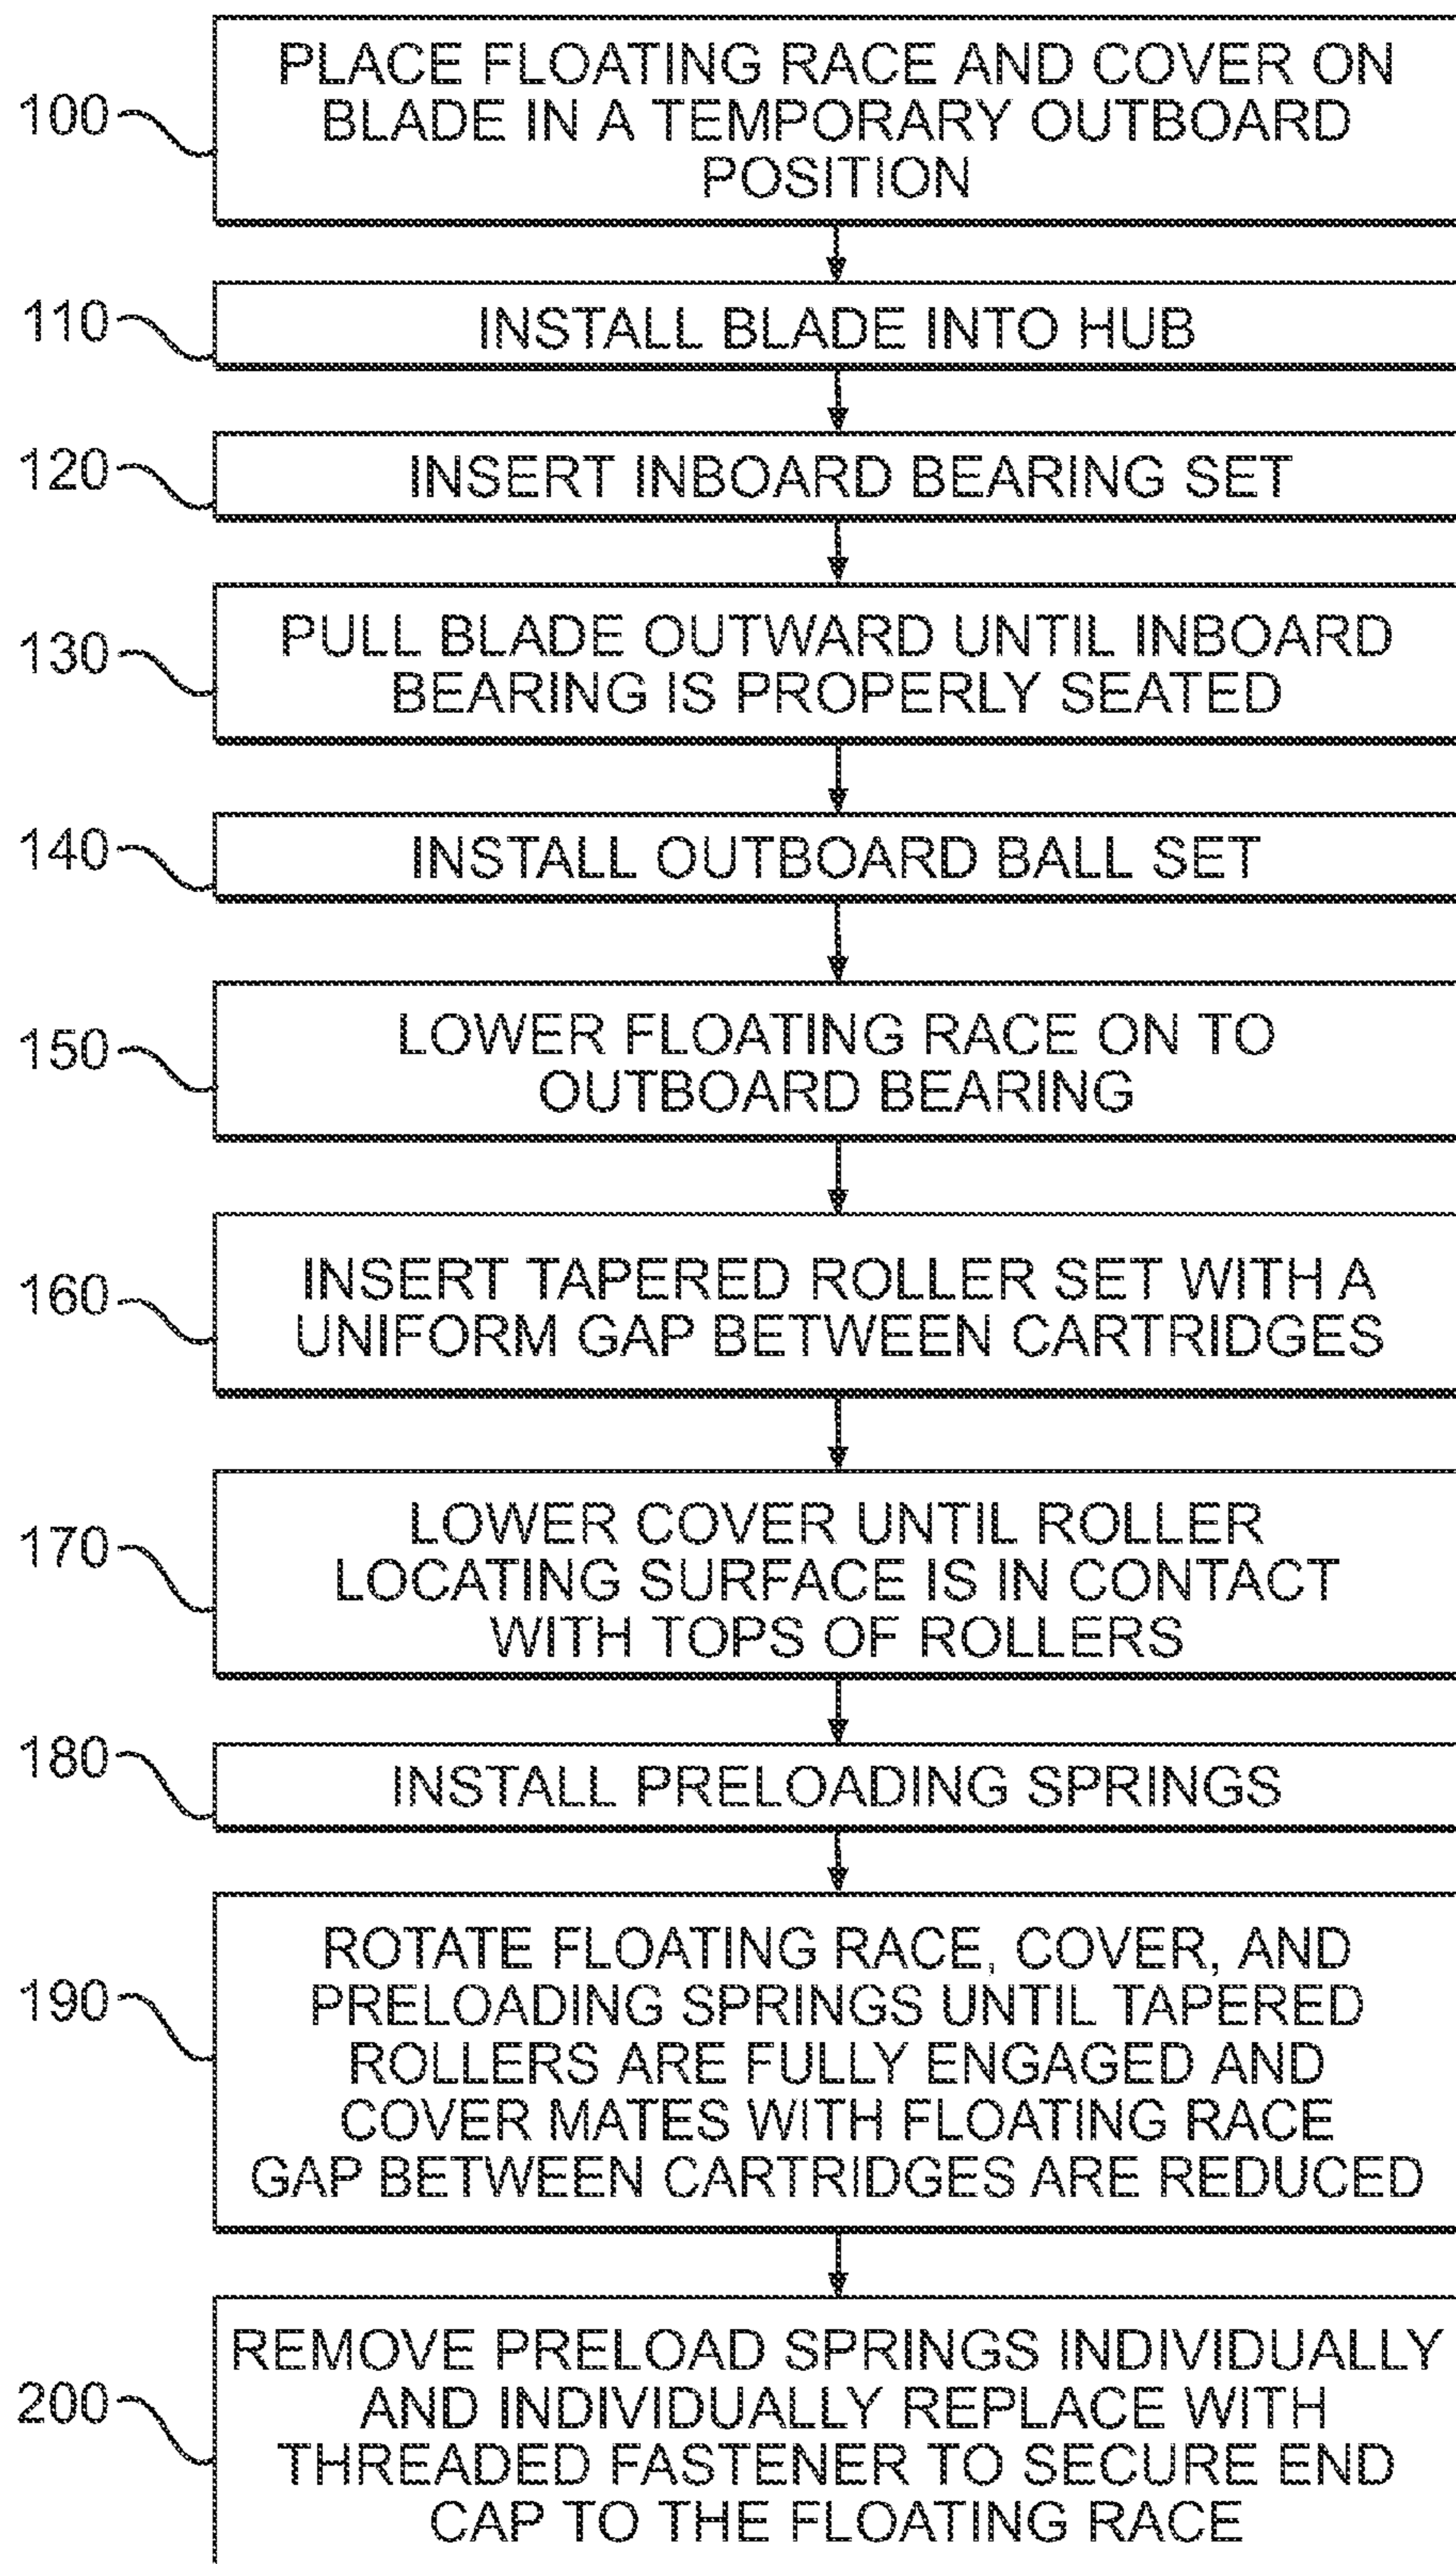 100
PLACE FLOATING RACE AND COVER ON
BLADE IN A TEMPORARY OUTBOARD
POSITION
110
INSTALL BLADE INTO HUB
120
INSERT INBOARD BEARING SET
130
PULL BLADE OUTWARD UNTIL INBOARD
BEARING IS PROPERLY SEATED
140
INSTALL OUTBOARD BALL SET
150
LOWER FLOATING RACE ON TO
OUTBOARD BEARING
160
INSERT TAPERED ROLLER SET WITH A
UNIFORM GAP BETWEEN CARTRIDGES
170
LOWER COVER UNTIL ROLLER
LOCATING SURFACE IS IN CONTACT
WITH TOPS OF ROLLERS
180
INSTALL PRELOADING SPRINGS
190
ROTATE FLOATING RACE, COVER, AND
PRELOADING SPRINGS UNTIL TAPERED
ROLLERS ARE FULLY ENGAGED AND
COVER MATES WITH FLOATING RACE
GAP BETWEEN CARTRIDGES ARE REDUCED
200
REMOVE PRELOAD SPRINGS INDIVIDUALLY
AND INDIVIDUALLY REPLACE WITH
THREADED FASTENER TO SECURE END
CAP TO THE FLOATING RACE